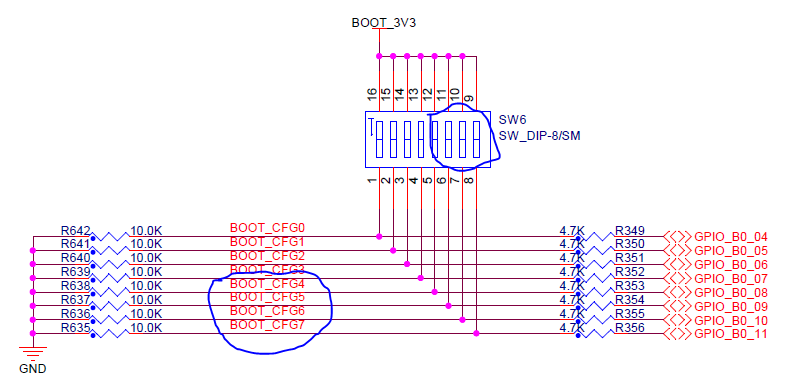 BOOT_3V3
16 15 14 13 12 11 10 9
SW6
SW_DIP-8/SM
1 2 3 4 5 6 7 8
R642 10.0K BOOT_CFG0 4.7K R349 GPIO_B0_04
R641 10.0K BOOT_CFG1 4.7K R350 GPIO_B0_05
R640 10.0K BOOT_CFG2 4.7K R351 GPIO_B0_06
R639 10.0K BOOT_CFG3 4.7K R352 GPIO_B0_07
R638 10.0K BOOT_CFG4 4.7K R353 GPIO_B0_08
R637 10.0K BOOT_CFG5 4.7K R354 GPIO_B0_09
R636 10.0K BOOT_CFG6 4.7K R355 GPIO_B0_10
R635 10.0K BOOT_CFG7 4.7K R356 GPIO_B0_11
GND